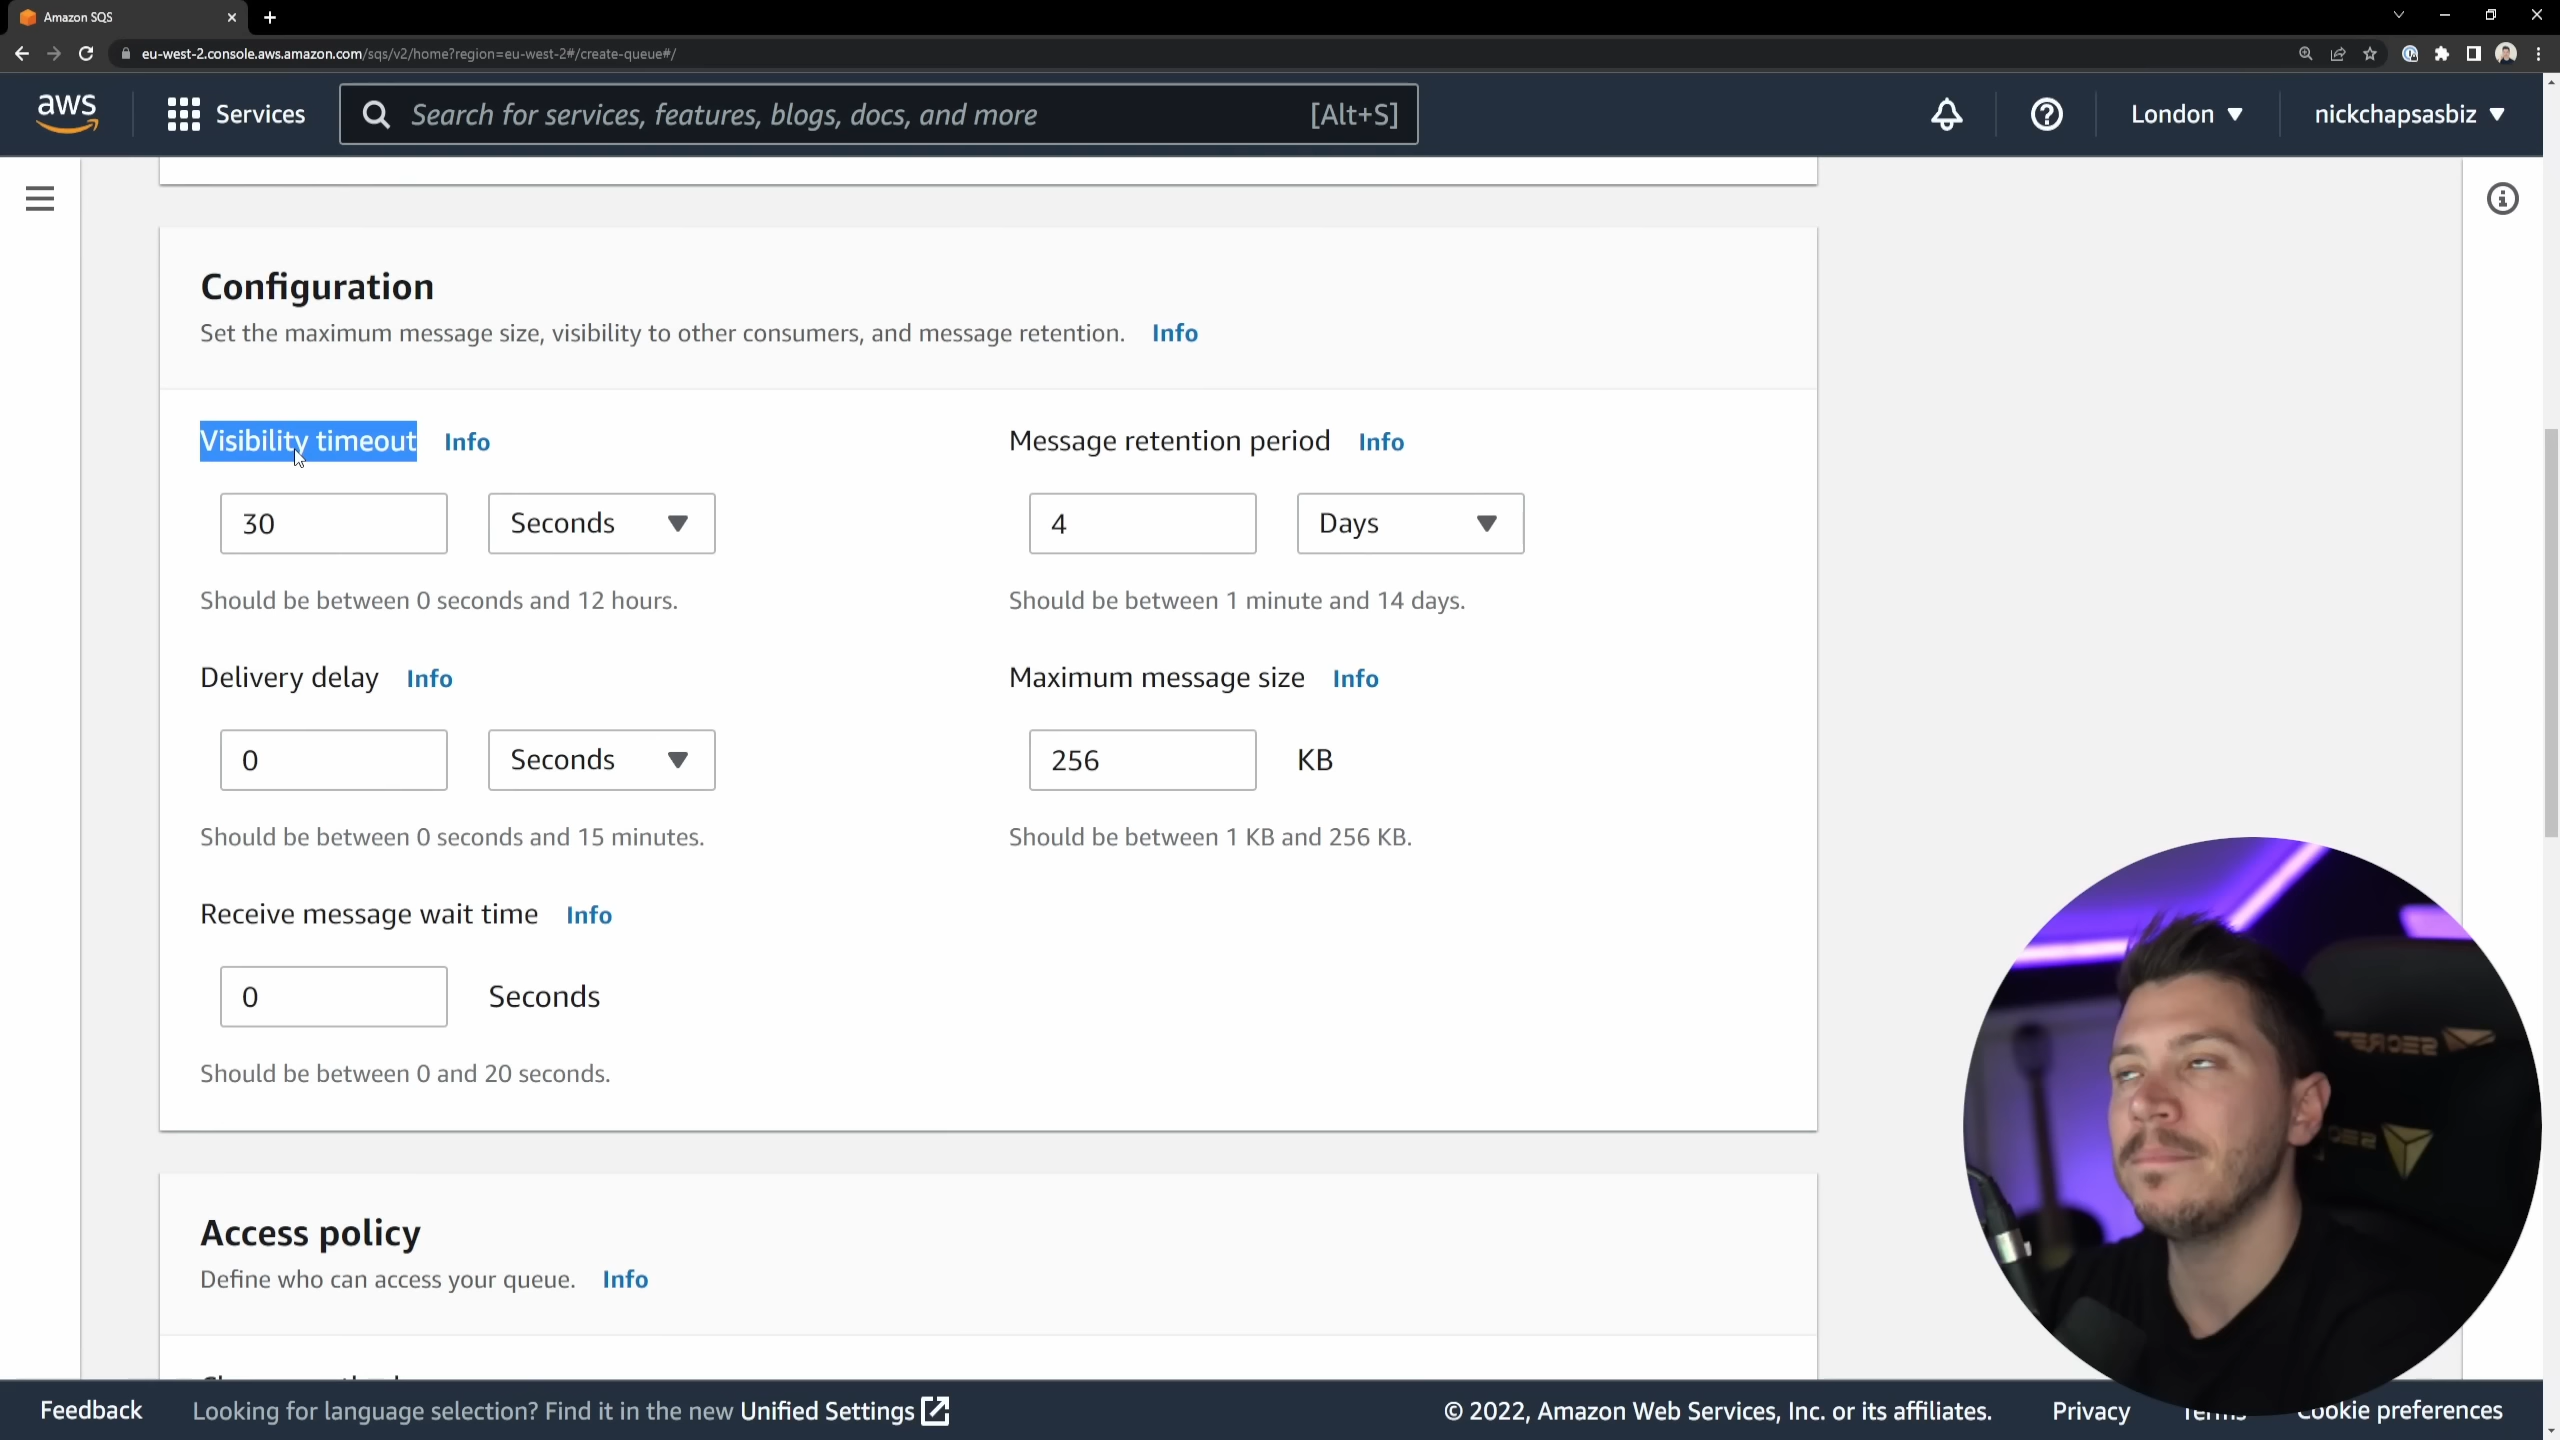 Amazon SQS
eu-west-2.console.aws.amazon.com/sqs/v2/home?region=eu-west-2#/create-queue#/
aws
Services
Search for services, features, blogs, docs, and more
[Alt+S]
London
nickchapsasbiz
Configuration
Set the maximum message size, visibility to other consumers, and message retention. Info
Visibility timeout Info
30 Seconds
Should be between 0 seconds and 12 hours.
Message retention period Info
4 Days
Should be between 1 minute and 14 days.
Delivery delay Info
0 Seconds
Should be between 0 seconds and 15 minutes.
Maximum message size Info
256 KB
Should be between 1 KB and 256 KB.
Receive message wait time Info
0 Seconds
Should be between 0 and 20 seconds.
Access policy
Define who can access your queue. Info
Feedback
Looking for language selection? Find it in the new Unified Settings
© 2022, Amazon Web Services, Inc. or its affiliates.
Privacy
Terms
Cookie preferences